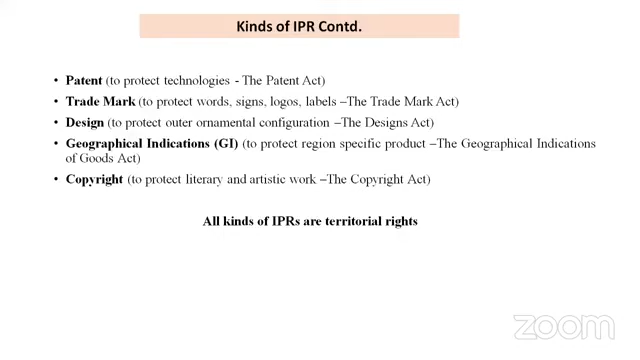 Kinds of IPR Contd.
• Patent (to protect technologies - The Patent Act)
• Trade Mark (to protect words, signs, logos, labels –The Trade Mark Act)
• Design (to protect outer ornamental configuration –The Designs Act)
• Geographical Indications (GI) (to protect region specific product –The Geographical Indications
of Goods Act)
• Copyright (to protect literary and artistic work –The Copyright Act)
All kinds of IPRs are territorial rights
zoom